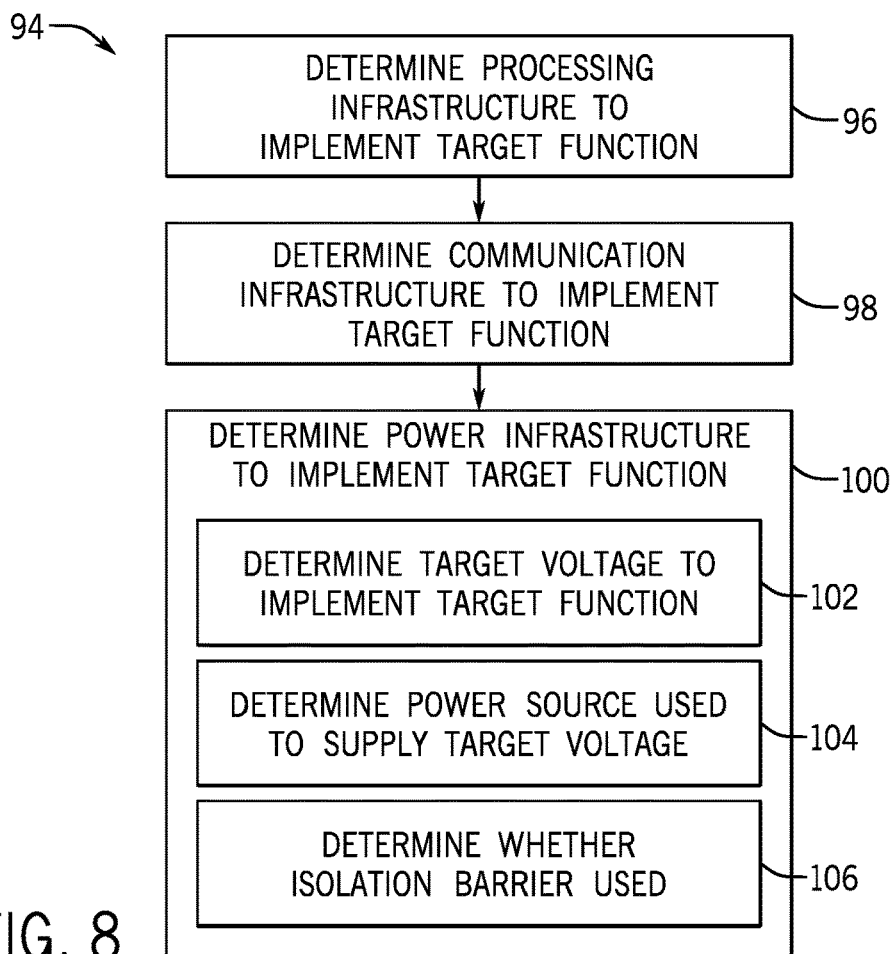 94
DETERMINE PROCESSING
INFRASTRUCTURE TO
IMPLEMENT TARGET FUNCTION
96
DETERMINE COMMUNICATION
INFRASTRUCTURE TO IMPLEMENT
TARGET FUNCTION
98
DETERMINE POWER INFRASTRUCTURE
TO IMPLEMENT TARGET FUNCTION
100
DETERMINE TARGET VOLTAGE TO
IMPLEMENT TARGET FUNCTION
102
DETERMINE POWER SOURCE USED
TO SUPPLY TARGET VOLTAGE
104
DETERMINE WHETHER
ISOLATION BARRIER USED
106
FIG. 8